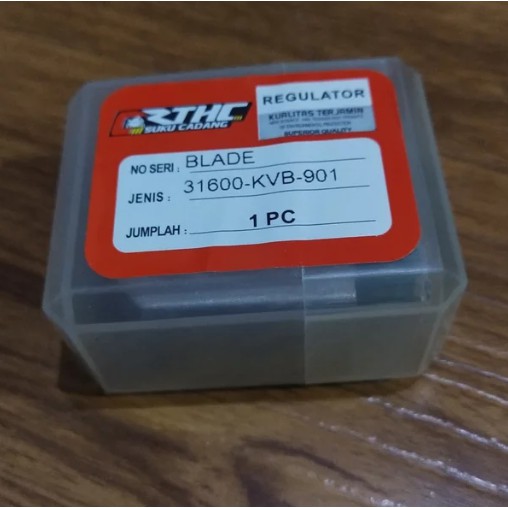 RTHC
SUKU CADANG
REGULATOR
KUALITAS TERJAMIN
SUPERIOR QUALITY
NO SERI : BLADE
JENIS : 31600-KVB-901
JUMPLAH : 1 PC